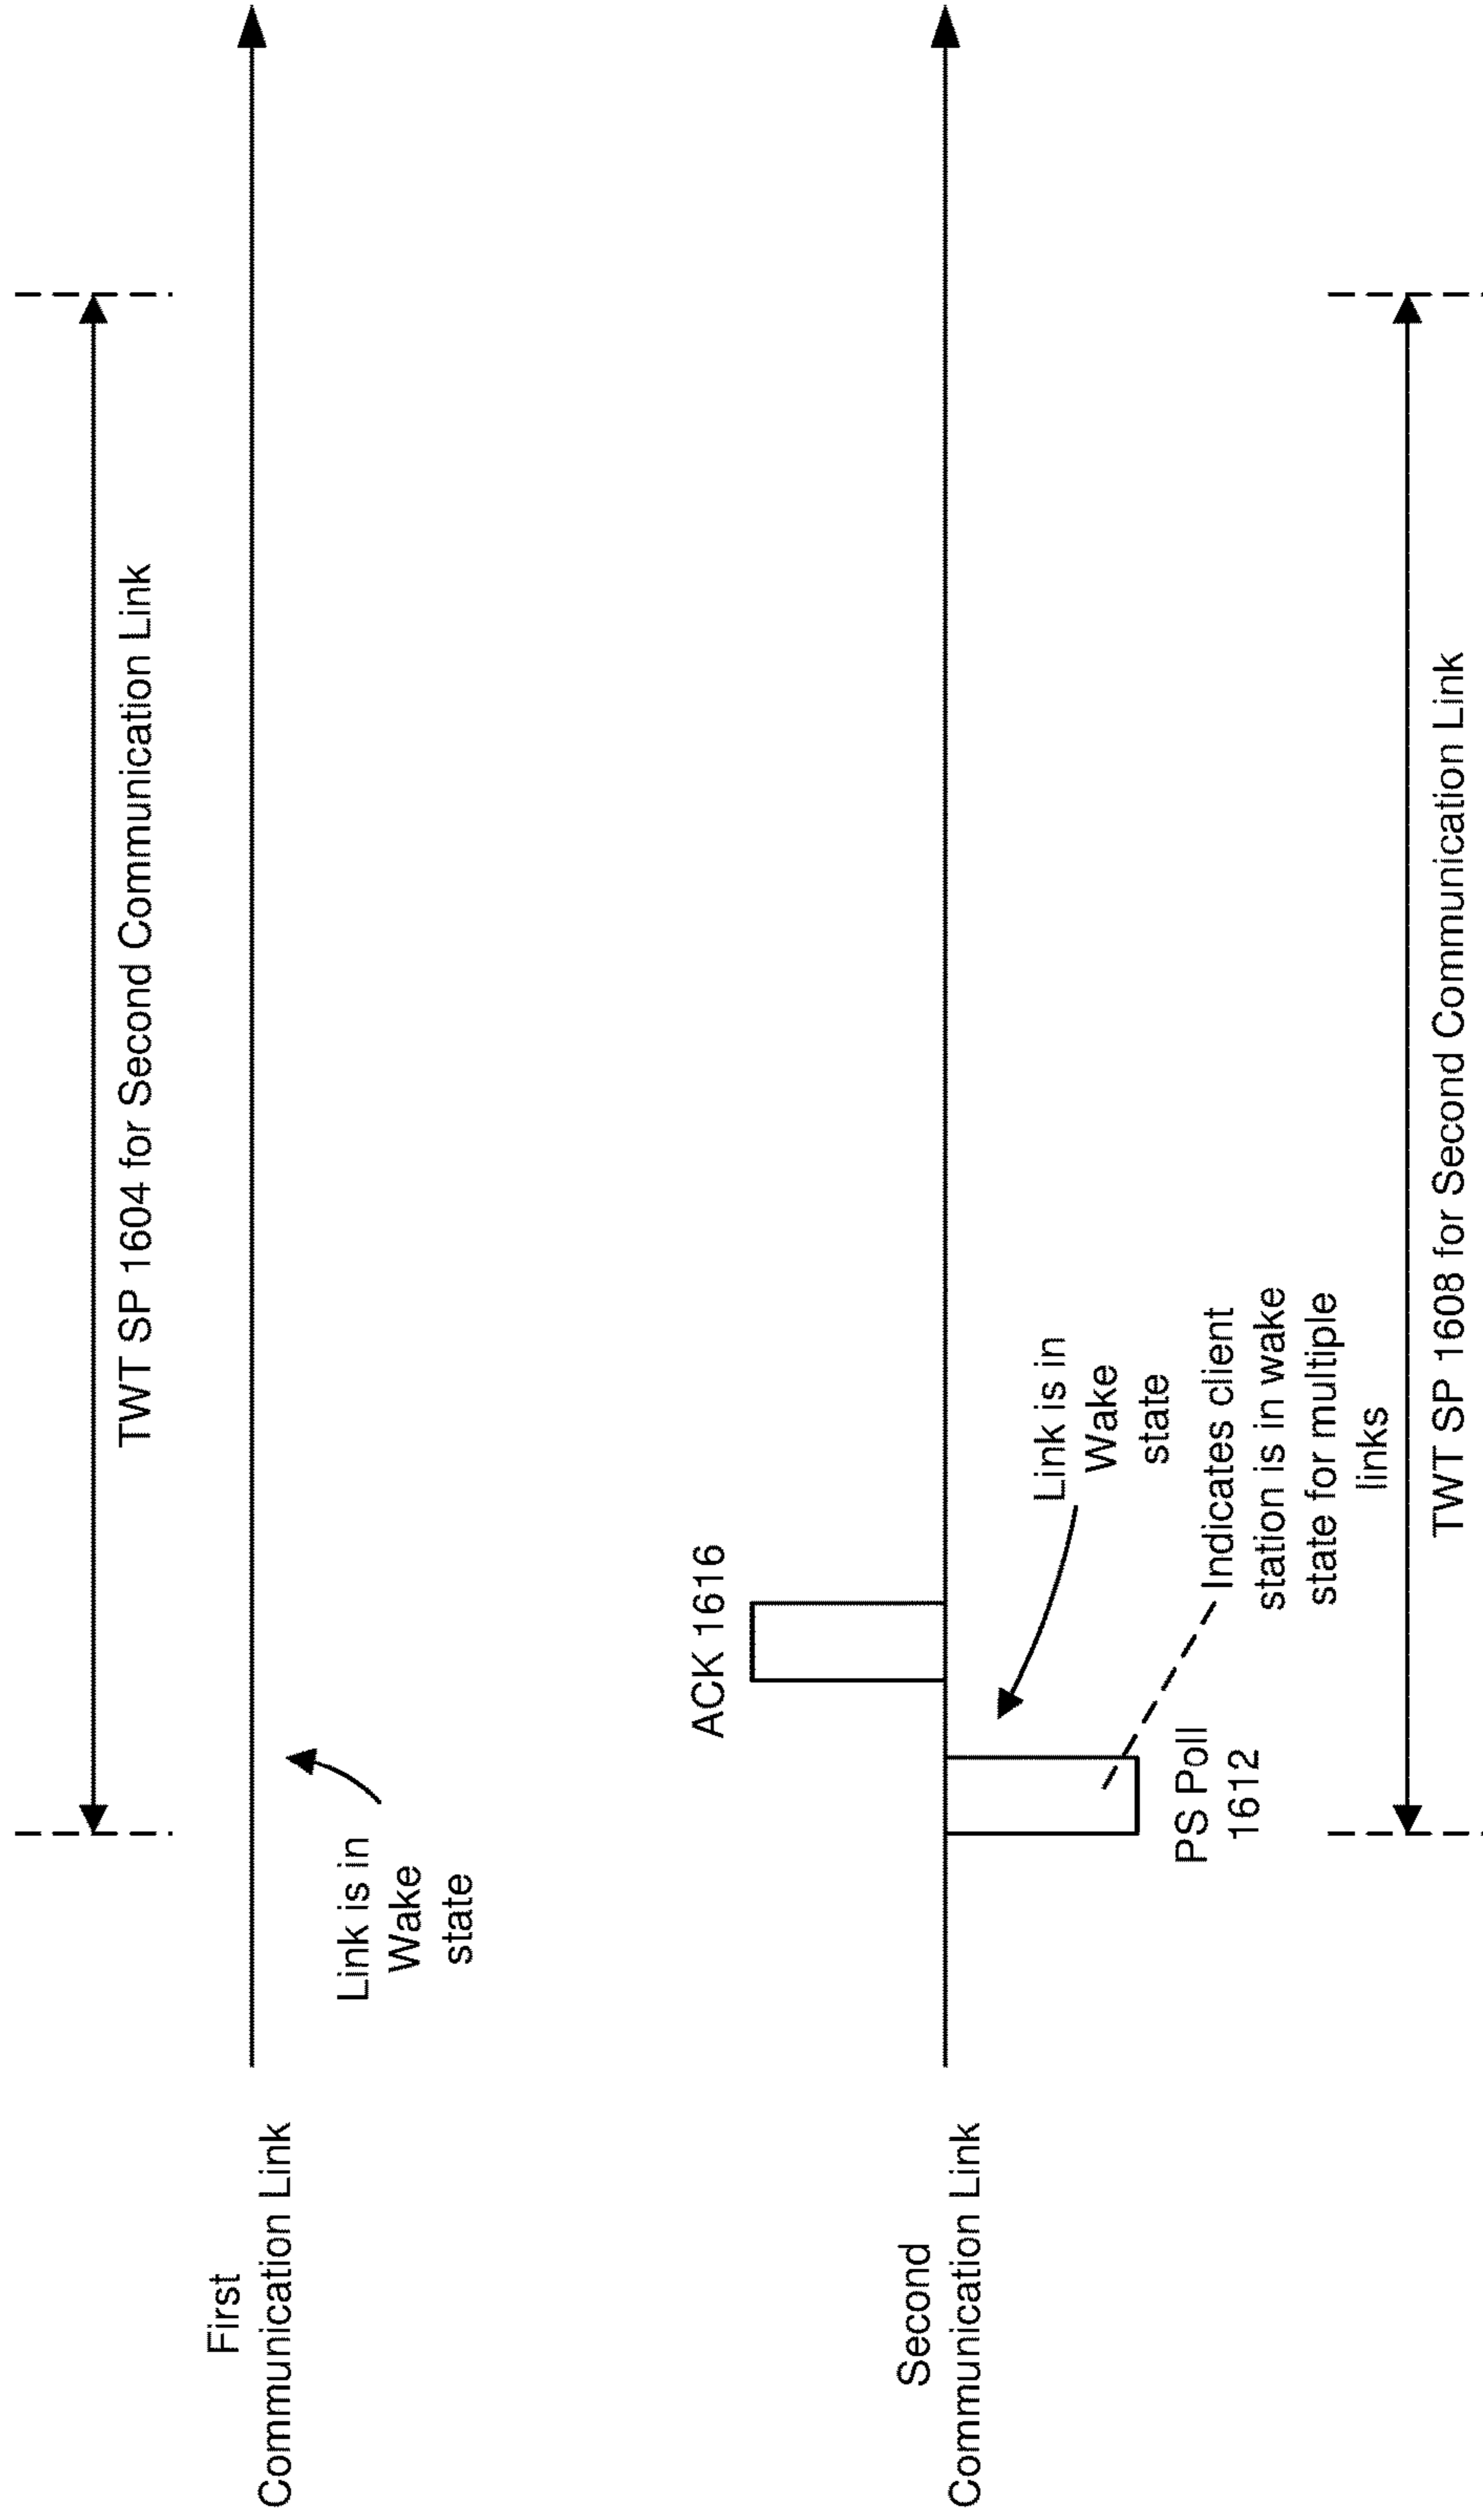 TWT SP 1604 for Second Communication Link
First
Communication Link
Link is in
Wake
state
ACK 1616
Second
Communication Link
Link is in
Wake
state
PS Poll
1612
Indicates client
station is in wake
state for multiple
links
TWT SP 1608 for Second Communication Link